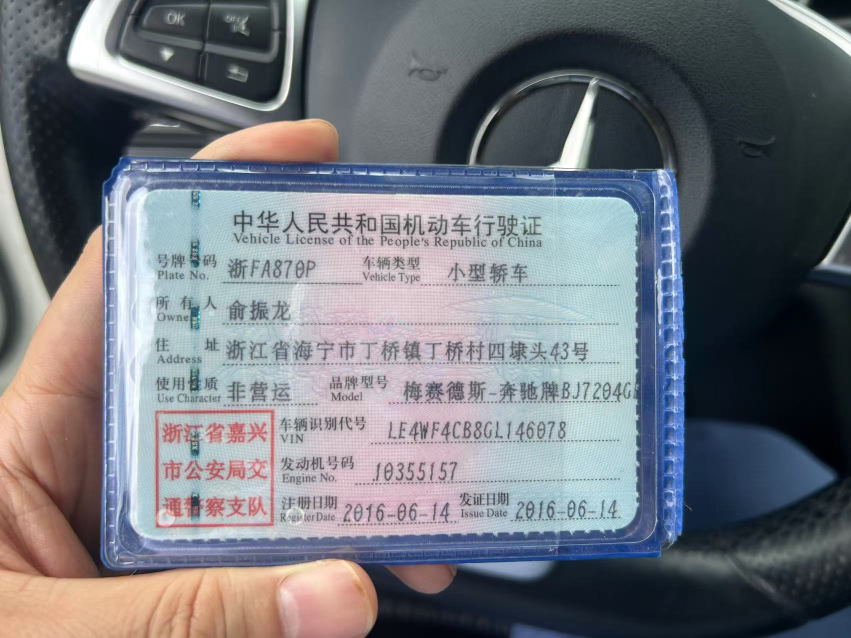 OK
OFF
中华人民共和国机动车行驶证
Vehicle License of the People's Republic of China
号牌号码 浙FA870P 车辆类型 小型轿车
Plate No. Vehicle Type
所有人 俞振龙
Owner
住址 浙江省海宁市丁桥镇丁桥村四埭头43号
Address
使用性质 非营运 品牌型号 梅赛德斯-奔驰牌BJ7204GE
Use Character Model
浙江省嘉兴
市公安局交
通警察支队
车辆识别代号 LE4WF4CB8GL146078
VIN
发动机号码 10355157
Engine No.
注册日期 2016-06-14 发证日期 2016-06-14
Register Date Issue Date